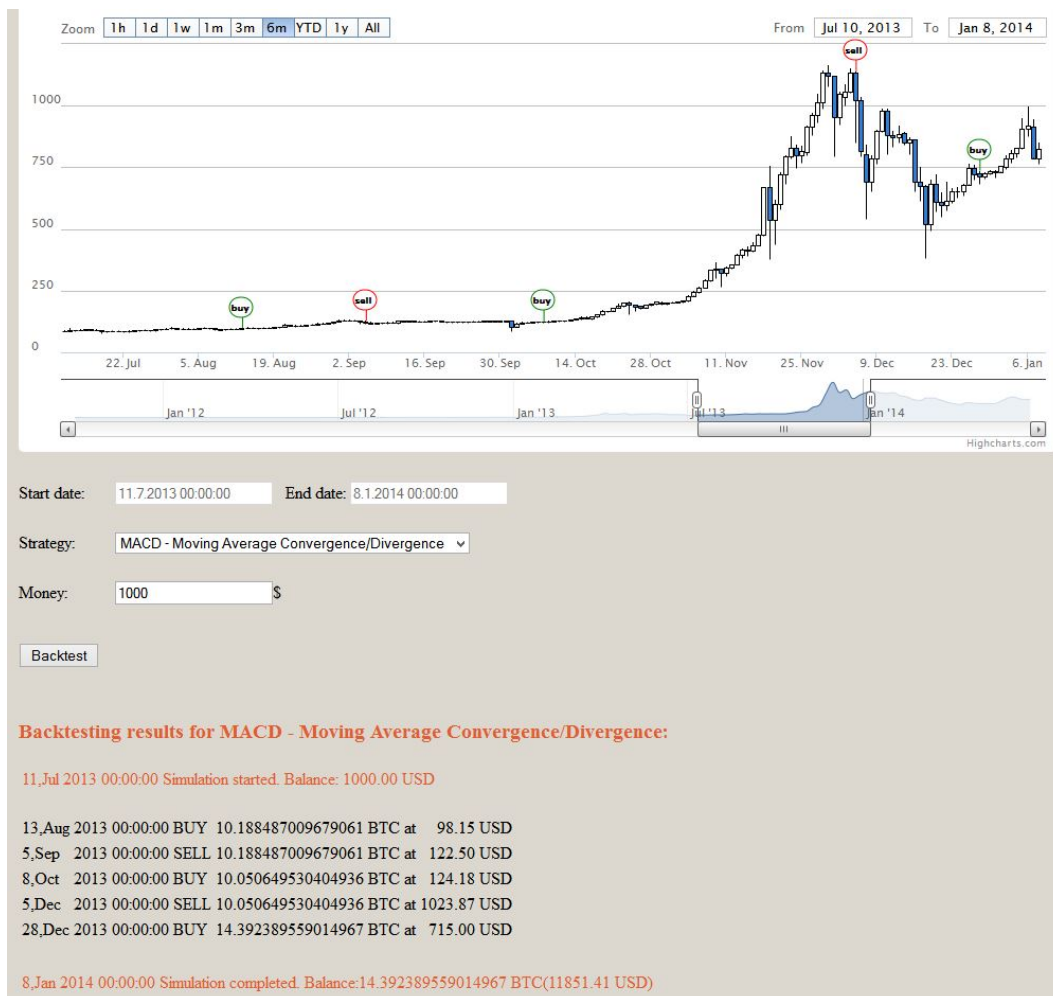 Zoom 1h 1d 1w 1m 3m 6m YTD 1y All From Jul 10, 2013 To Jan 8, 2014
sell
1000
buy
750
500
250
buy sell buy
0
22. Jul 5. Aug 19. Aug 2. Sep 16. Sep 30. Sep 14. Oct 28. Oct 11. Nov 25. Nov 9. Dec 23. Dec 6. Jan
Jan '12 Jul '12 Jan '13 Jul '13 Jan '14
Highcharts.com
Start date: 11.7.2013 00:00:00 End date: 8.1.2014 00:00:00
Strategy: MACD - Moving Average Convergence/Divergence
Money: 1000 $
Backtest
Backtesting results for MACD - Moving Average Convergence/Divergence:
11,Jul 2013 00:00:00 Simulation started. Balance: 1000.00 USD
13,Aug 2013 00:00:00 BUY 10.188487009679061 BTC at 98.15 USD
5,Sep 2013 00:00:00 SELL 10.188487009679061 BTC at 122.50 USD
8,Oct 2013 00:00:00 BUY 10.050649530404936 BTC at 124.18 USD
5,Dec 2013 00:00:00 SELL 10.050649530404936 BTC at 1023.87 USD
28,Dec 2013 00:00:00 BUY 14.392389559014967 BTC at 715.00 USD
8,Jan 2014 00:00:00 Simulation completed. Balance:14.392389559014967 BTC(11851.41 USD)